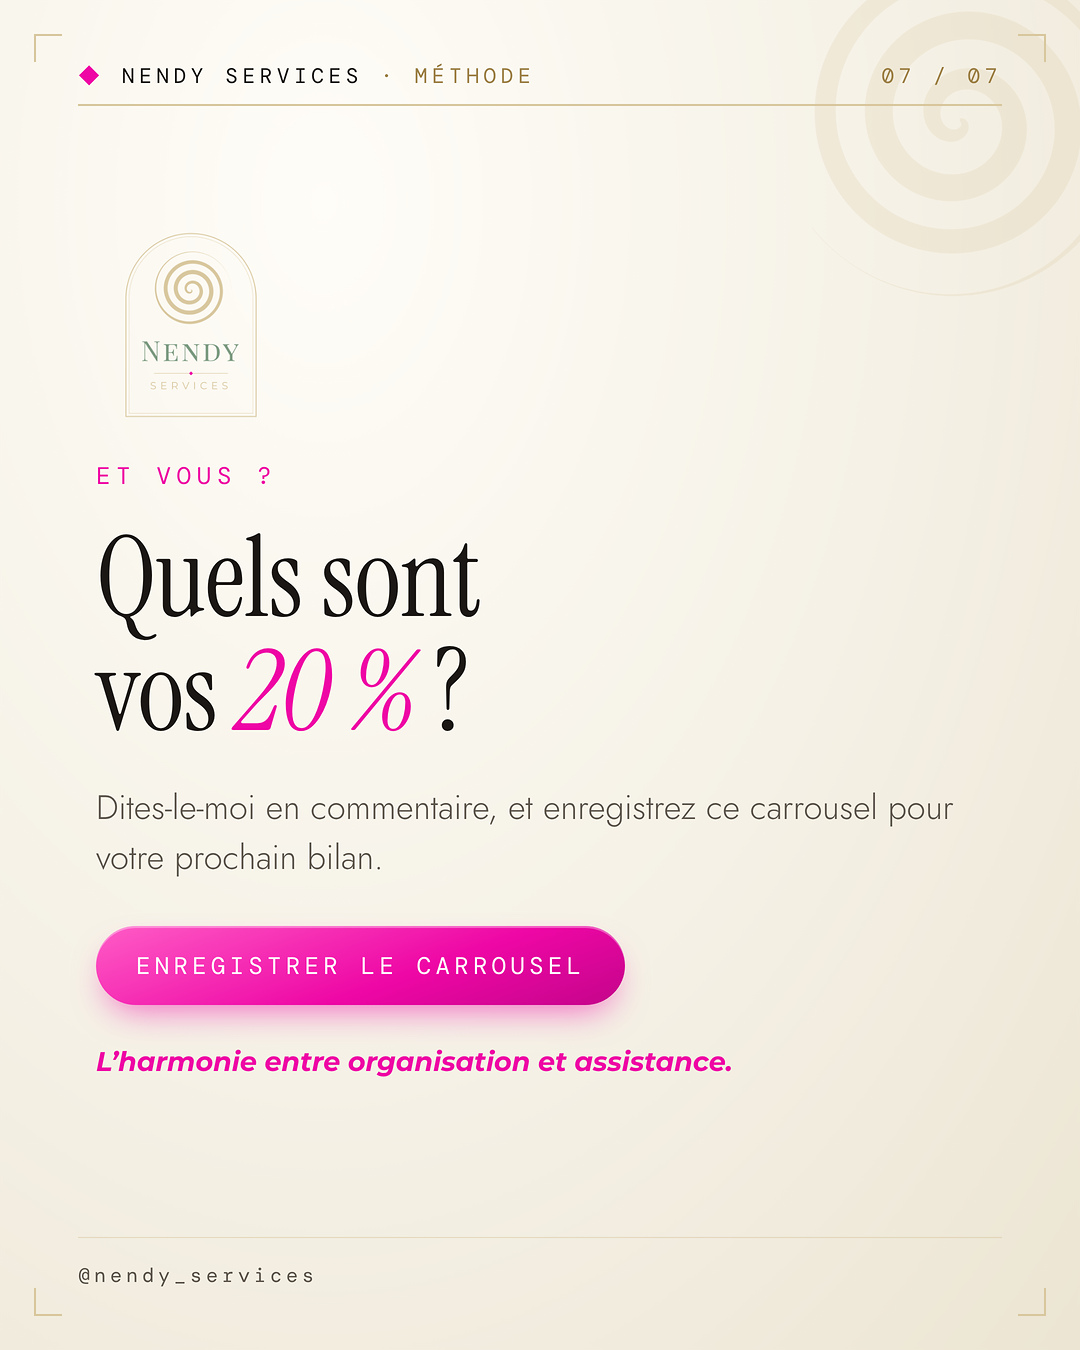 NENDY SERVICES · MÉTHODE
07 / 07
NENDY
SERVICES
ET VOUS ?
Quels sont
vos 20 % ?
Dites-le-moi en commentaire, et enregistrez ce carrousel pour
votre prochain bilan.
ENREGISTRER LE CARROUSEL
L’harmonie entre organisation et assistance.
@nendy_services